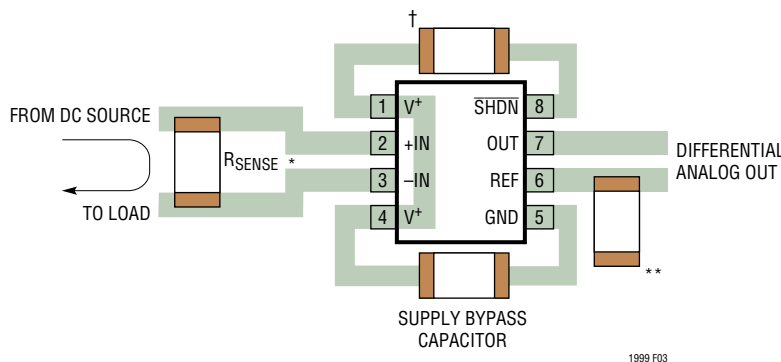 †
FROM DC SOURCE
RSENSE *
TO LOAD
1 V+
2 +IN
3 –IN
4 V+
SHDN 8
OUT 7
REF 6
GND 5
DIFFERENTIAL
ANALOG OUT
**
SUPPLY BYPASS
CAPACITOR
1999 F03